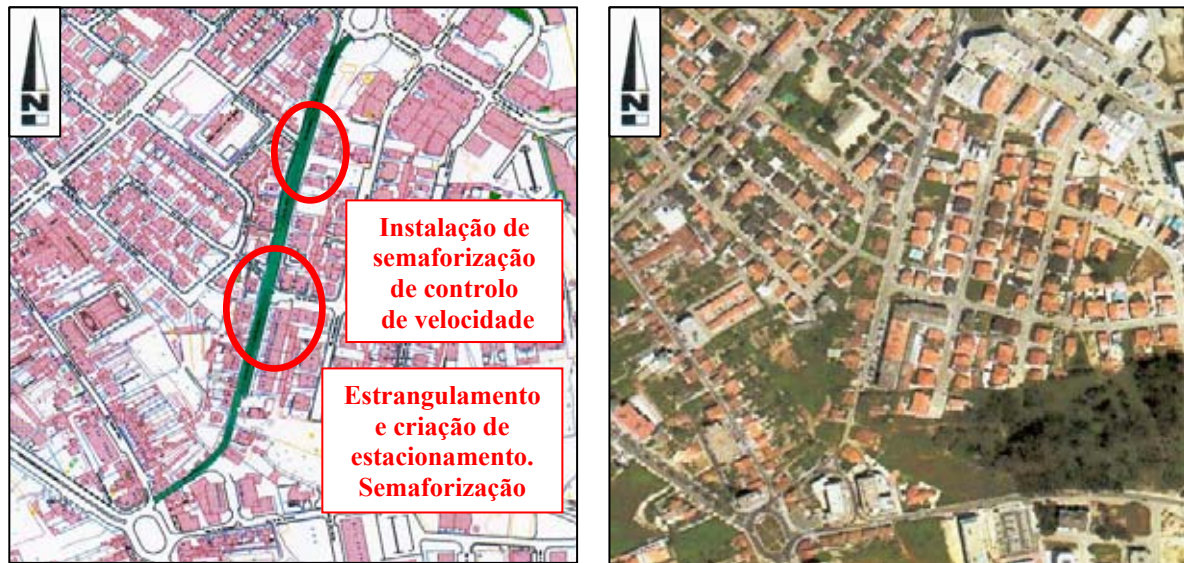 N
Instalação de
semaforização
de controlo
de velocidade
Estrangulamento
e criação de
estacionamento.
Semaforização
N